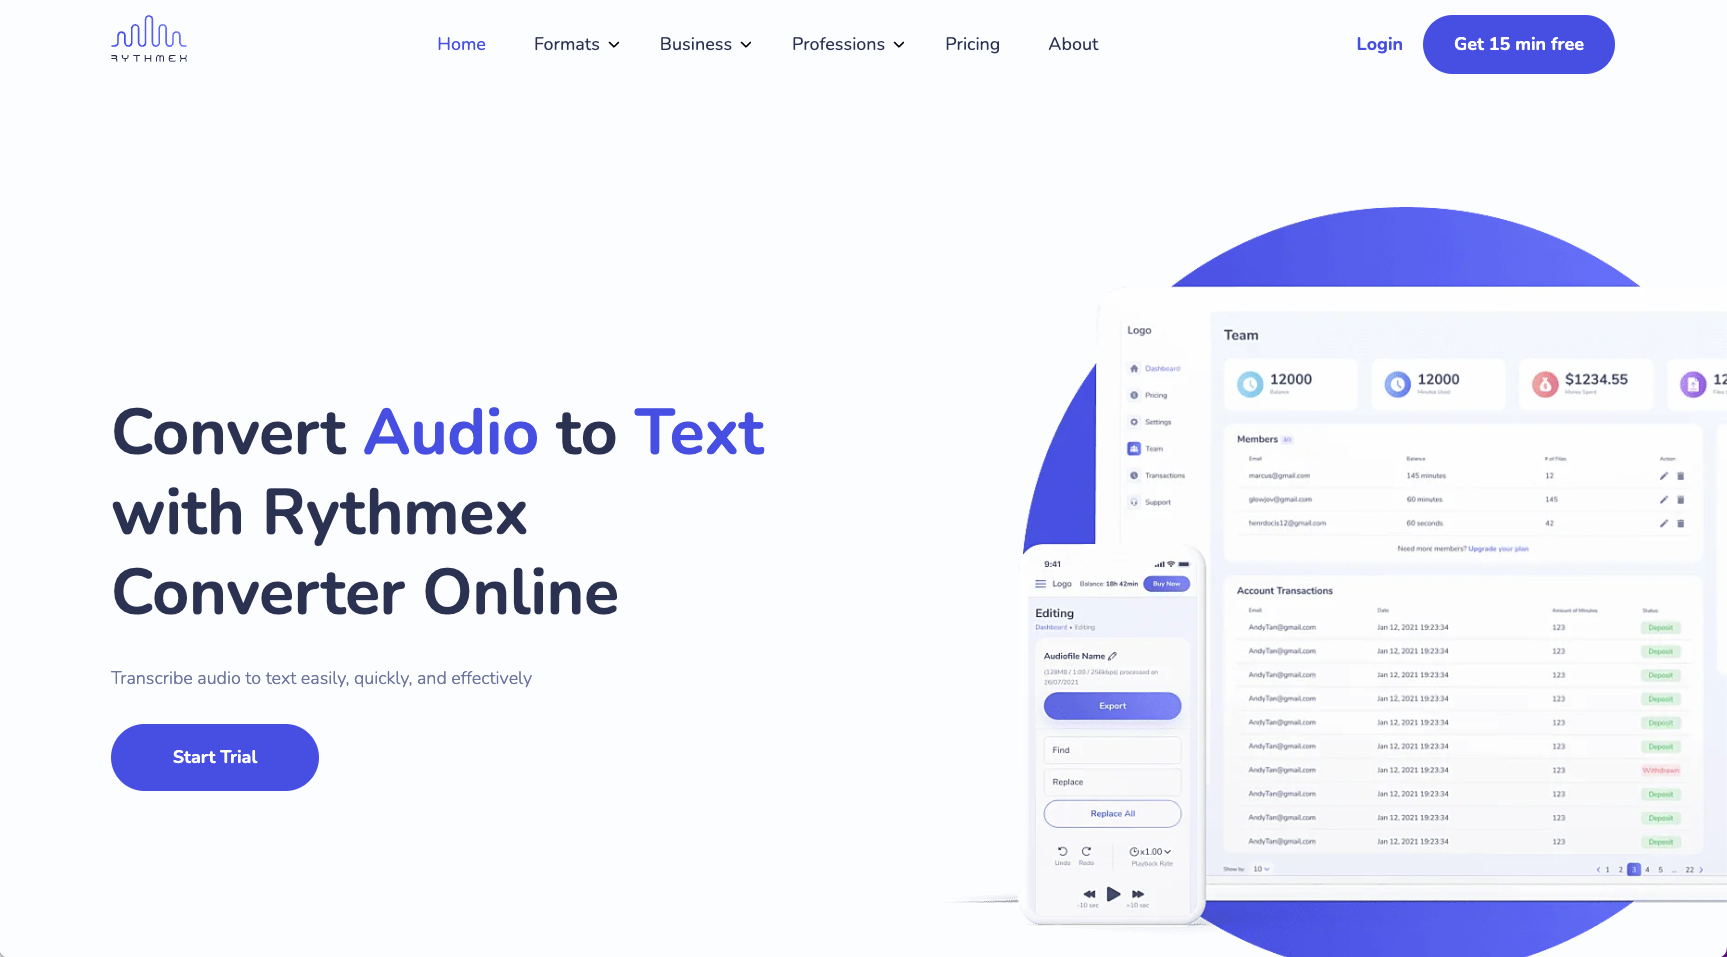 RYTHMEX
Home Formats Business Professions Pricing About
Login Get 15 min free
Convert Audio to Text
with Rythmex
Converter Online
Transcribe audio to text easily, quickly, and effectively
Start Trial
Logo
Dashboard
Pricing
Settings
Team
Transactions
Support
Team
12000
Balance
12000
Minutes Used
$1234.55
Money Spent
12
Members
Email Balance # of Files Action
marcus@gmail.com 145 minutes 12
glowjov@gmail.com 60 minutes 145
henrdocis12@gmail.com 60 seconds 42
Need more members? Upgrade your plan
Account Transactions
Email Date Amount of Minutes Status
AndyTan@gmail.com Jan 12, 2021 19:23:34 123 Deposit
AndyTan@gmail.com Jan 12, 2021 19:23:34 123 Deposit
AndyTan@gmail.com Jan 12, 2021 19:23:34 123 Deposit
AndyTan@gmail.com Jan 12, 2021 19:23:34 123 Deposit
AndyTan@gmail.com Jan 12, 2021 19:23:34 123 Deposit
AndyTan@gmail.com Jan 12, 2021 19:23:34 123 Deposit
AndyTan@gmail.com Jan 12, 2021 19:23:34 123 Withdrawn
AndyTan@gmail.com Jan 12, 2021 19:23:34 123 Deposit
AndyTan@gmail.com Jan 12, 2021 19:23:34 123 Deposit
AndyTan@gmail.com Jan 12, 2021 19:23:34 123 Deposit
Show by: 10 < 1 2 3 4 5 ... 22 >
9:41
Logo Balance: 18h 42min Buy Now
Editing
Dashboard • Editing
Audiofile Name
(128MB / 1:08 / 256kbps) processed on
26/07/2021
Export
Find
Replace
Replace All
Undo Redo x1.00
Playback Rate
-10 sec +10 sec